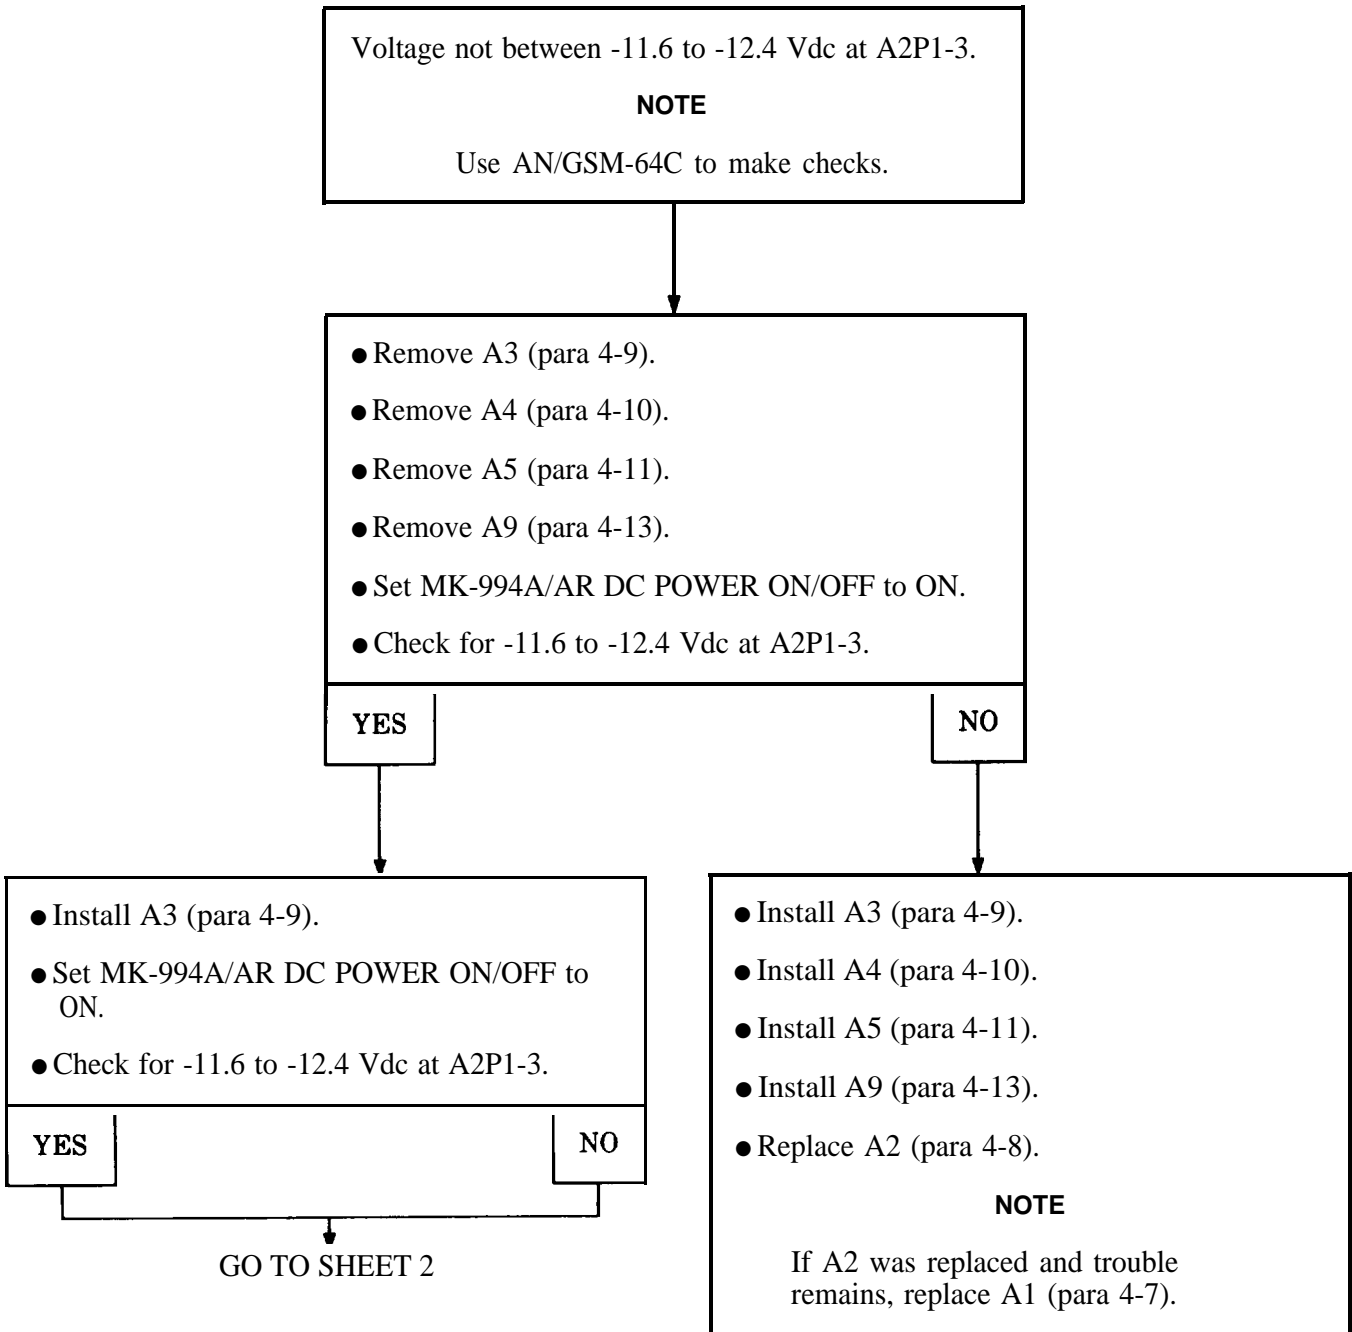 Voltage not between -11.6 to -12.4 Vdc at A2P1-3.
NOTE
Use AN/GSM-64C to make checks.
● Remove A3 (para 4-9).
● Remove A4 (para 4-10).
● Remove A5 (para 4-11).
● Remove A9 (para 4-13).
● Set MK-994A/AR DC POWER ON/OFF to ON.
● Check for -11.6 to -12.4 Vdc at A2P1-3.
YES
NO
● Install A3 (para 4-9).
● Set MK-994A/AR DC POWER ON/OFF to
ON.
● Check for -11.6 to -12.4 Vdc at A2P1-3.
YES
NO
GO TO SHEET 2
● Install A3 (para 4-9).
● Install A4 (para 4-10).
● Install A5 (para 4-11).
● Install A9 (para 4-13).
● Replace A2 (para 4-8).
NOTE
If A2 was replaced and trouble
remains, replace A1 (para 4-7).